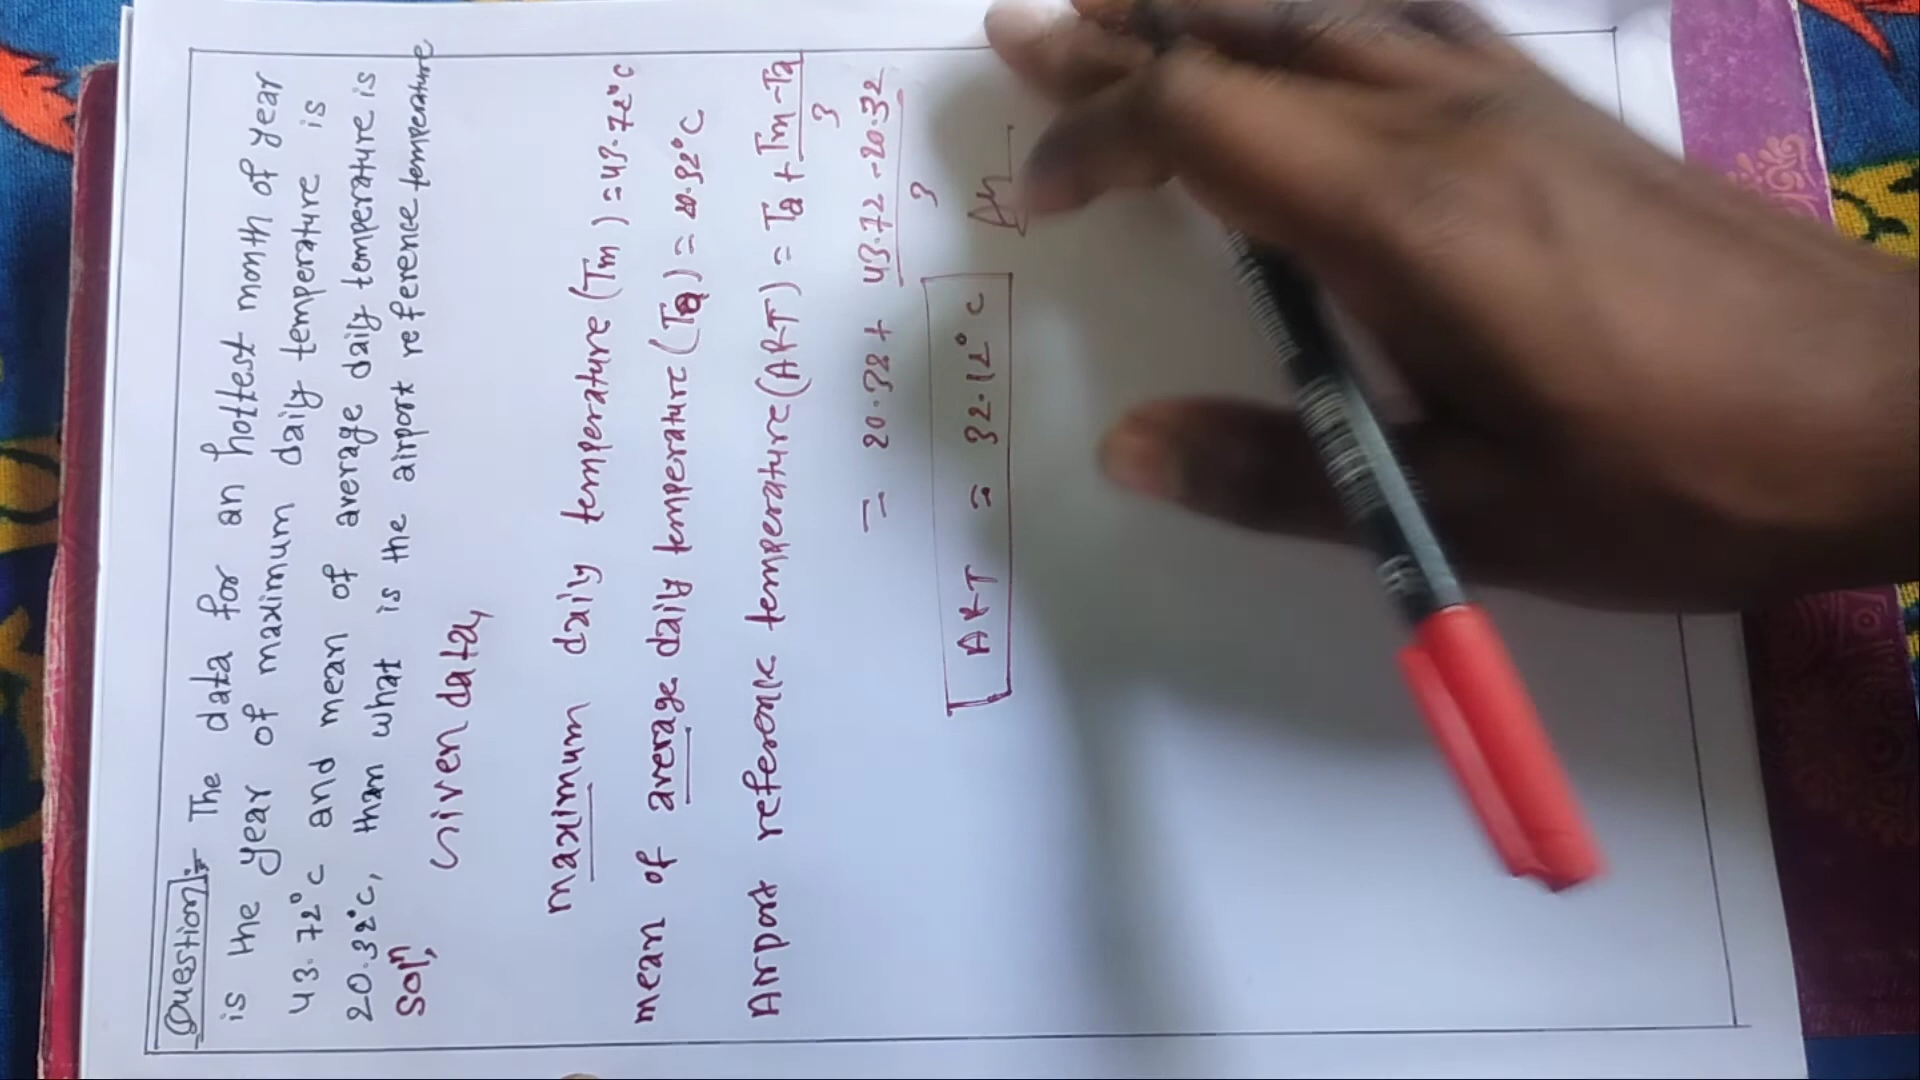 Question:- The data for an hottest month of year
is the year of maximum daily temperature is
43.72°C and mean of average daily temperature is
20.32°C, than what is the airport reference temperature
Solⁿ, Given data,
maximum daily temperature (Tm) = 43.72°C
mean of average daily temperature (Ta) = 20.32°C
Airport reference temperature (ART) = Ta + Tm-Ta/3
= 20.32 + 43.72-20.32/3
ART = 32.12°C